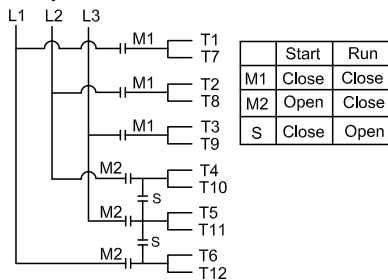 L1 L2 L3
M1 T1
T7
M1 T2
T8
M1 T3
T9
M2 T4
T10
S
M2 T5
T11
S
M2 T6
T12
Start Run
M1 Close Close
M2 Open Close
S Close Open